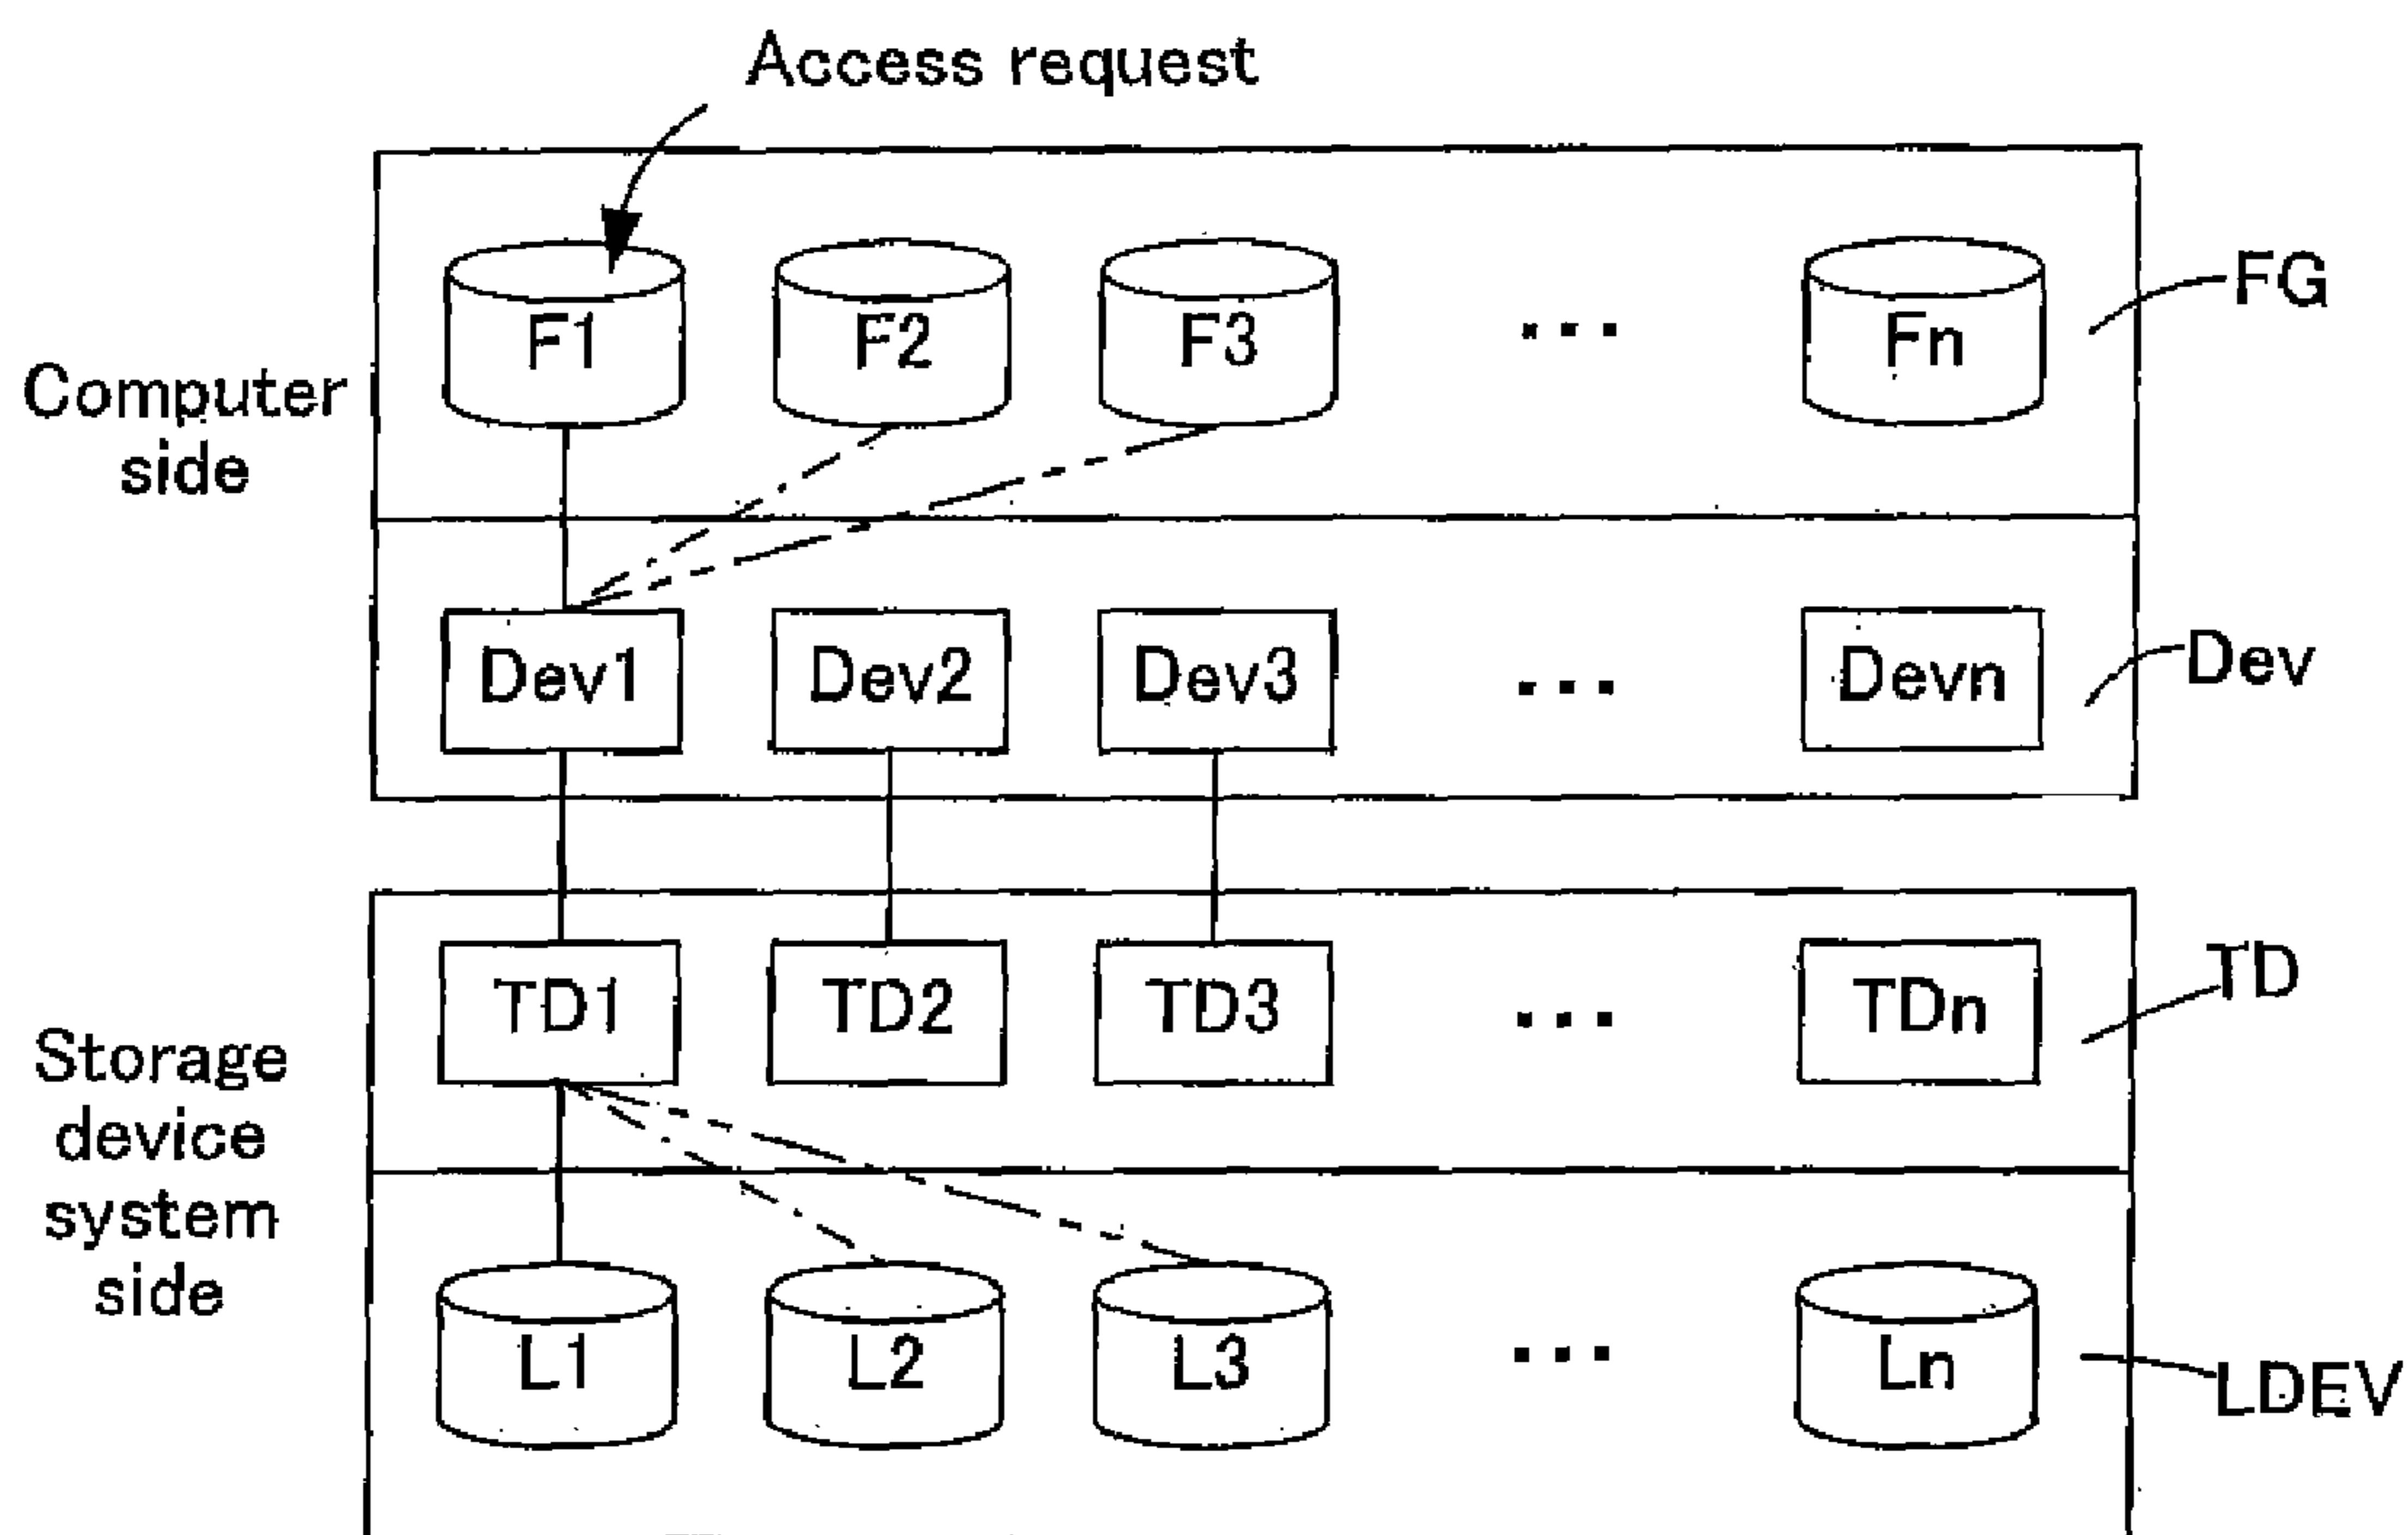 Access request
F1
F2
F3
...
Fn
FG
Computer
side
Dev1
Dev2
Dev3
...
Devn
Dev
TD1
TD2
TD3
...
TDn
TD
Storage
device
system
side
L1
L2
L3
...
Ln
LDEV